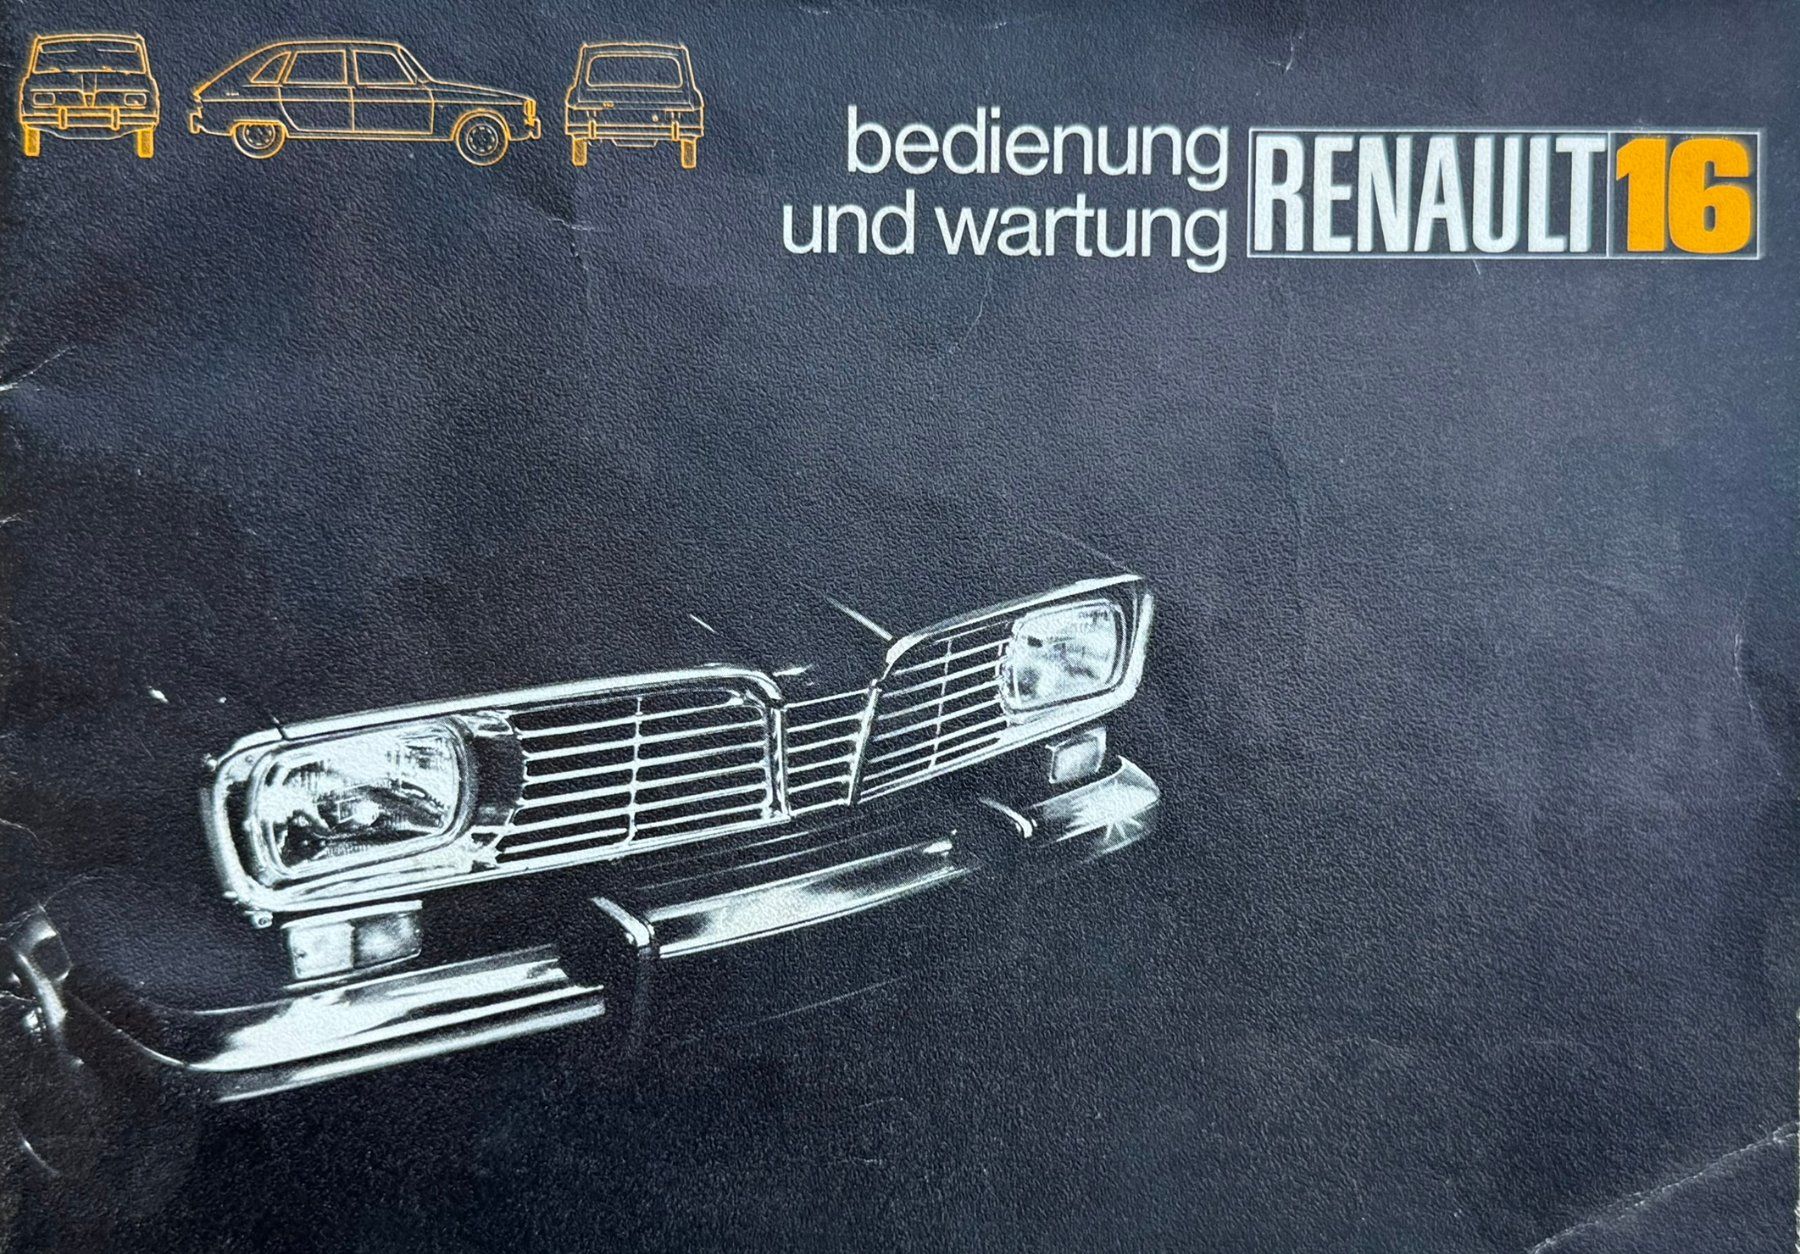 bedienung
und wartung
RENAULT 16